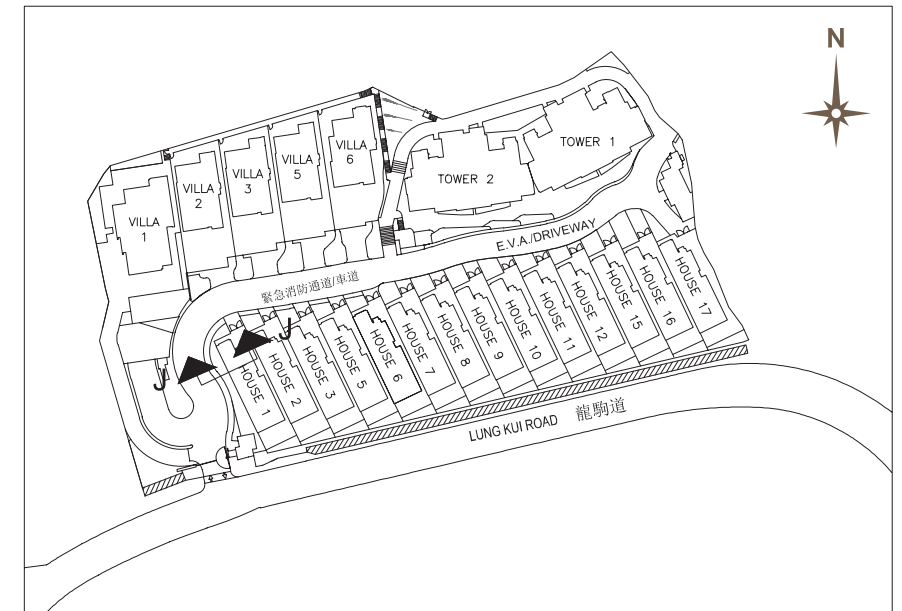 N
VILLA
1
VILLA
2
VILLA
3
VILLA
5
VILLA
6
TOWER 2
TOWER 1
E.V.A./DRIVEWAY
緊急消防通道/車道
J
J
HOUSE 1
HOUSE 2
HOUSE 3
HOUSE 5
HOUSE 6
HOUSE 7
HOUSE 8
HOUSE 9
HOUSE 10
HOUSE 11
HOUSE 12
HOUSE 15
HOUSE 16
HOUSE 17
LUNG KUI ROAD 龍駒道